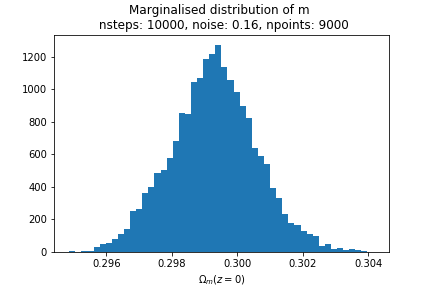 Marginalised distribution of m
nsteps: 10000, noise: 0.16, npoints: 9000
1200
1000
800
600
400
200
0
0.296 0.298 0.300 0.302 0.304
Ωm(z = 0)